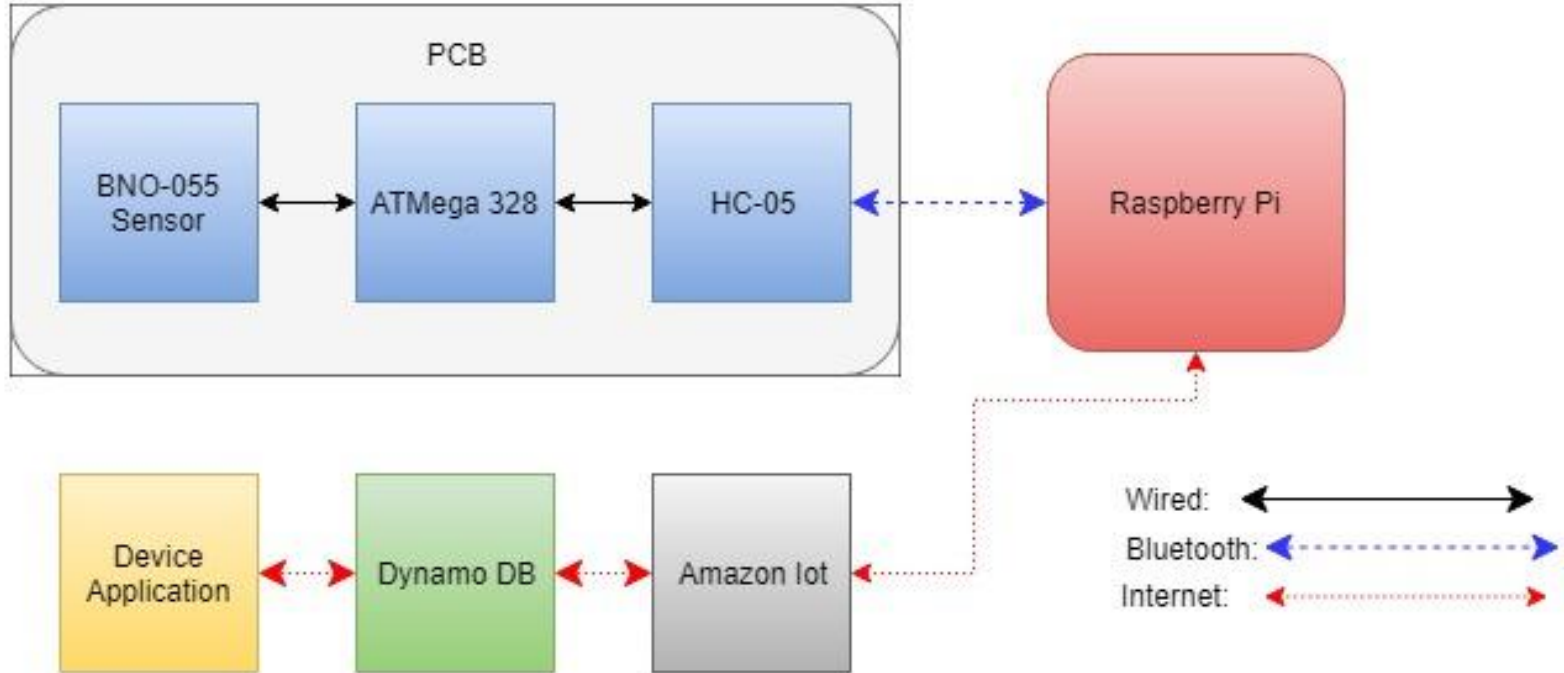 PCB
BNO-055
Sensor
ATMega 328
HC-05
Raspberry Pi
Device
Application
Dynamo DB
Amazon Iot
Wired:
Bluetooth:
Internet: